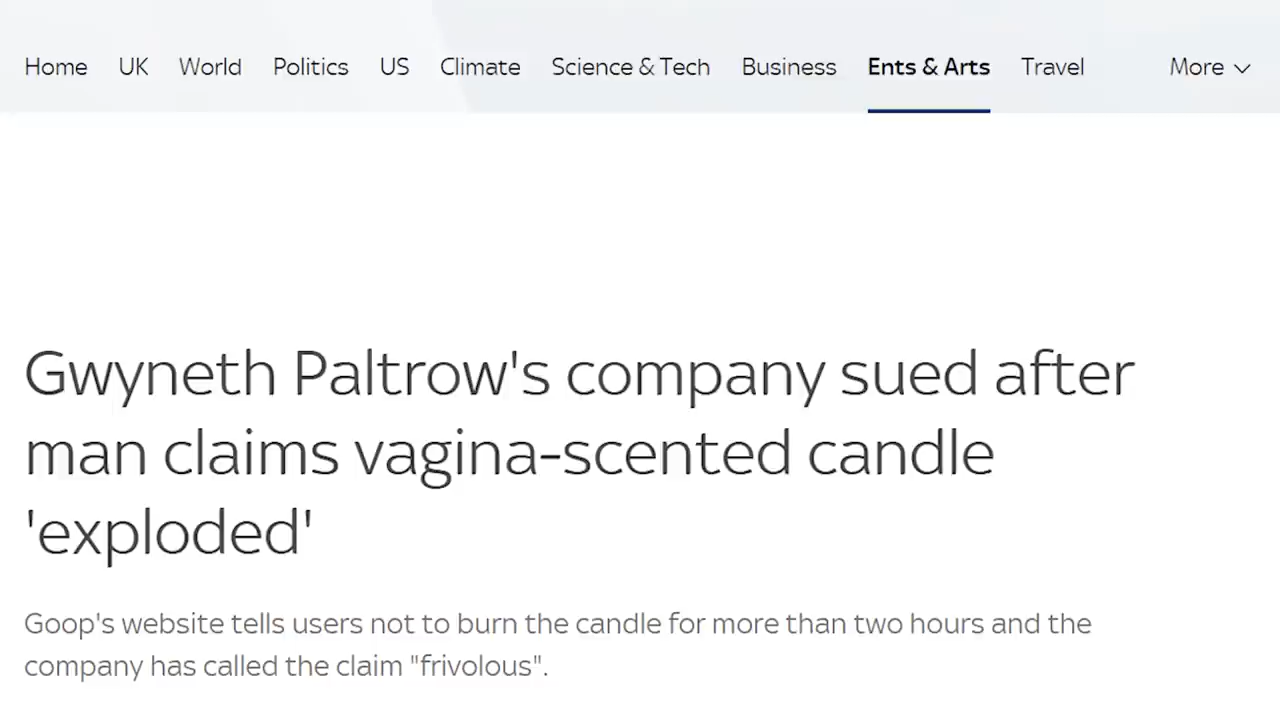 Home UK World Politics US Climate Science & Tech Business Ents & Arts Travel More
Gwyneth Paltrow's company sued after
man claims vagina-scented candle
'exploded'
Goop's website tells users not to burn the candle for more than two hours and the
company has called the claim "frivolous".